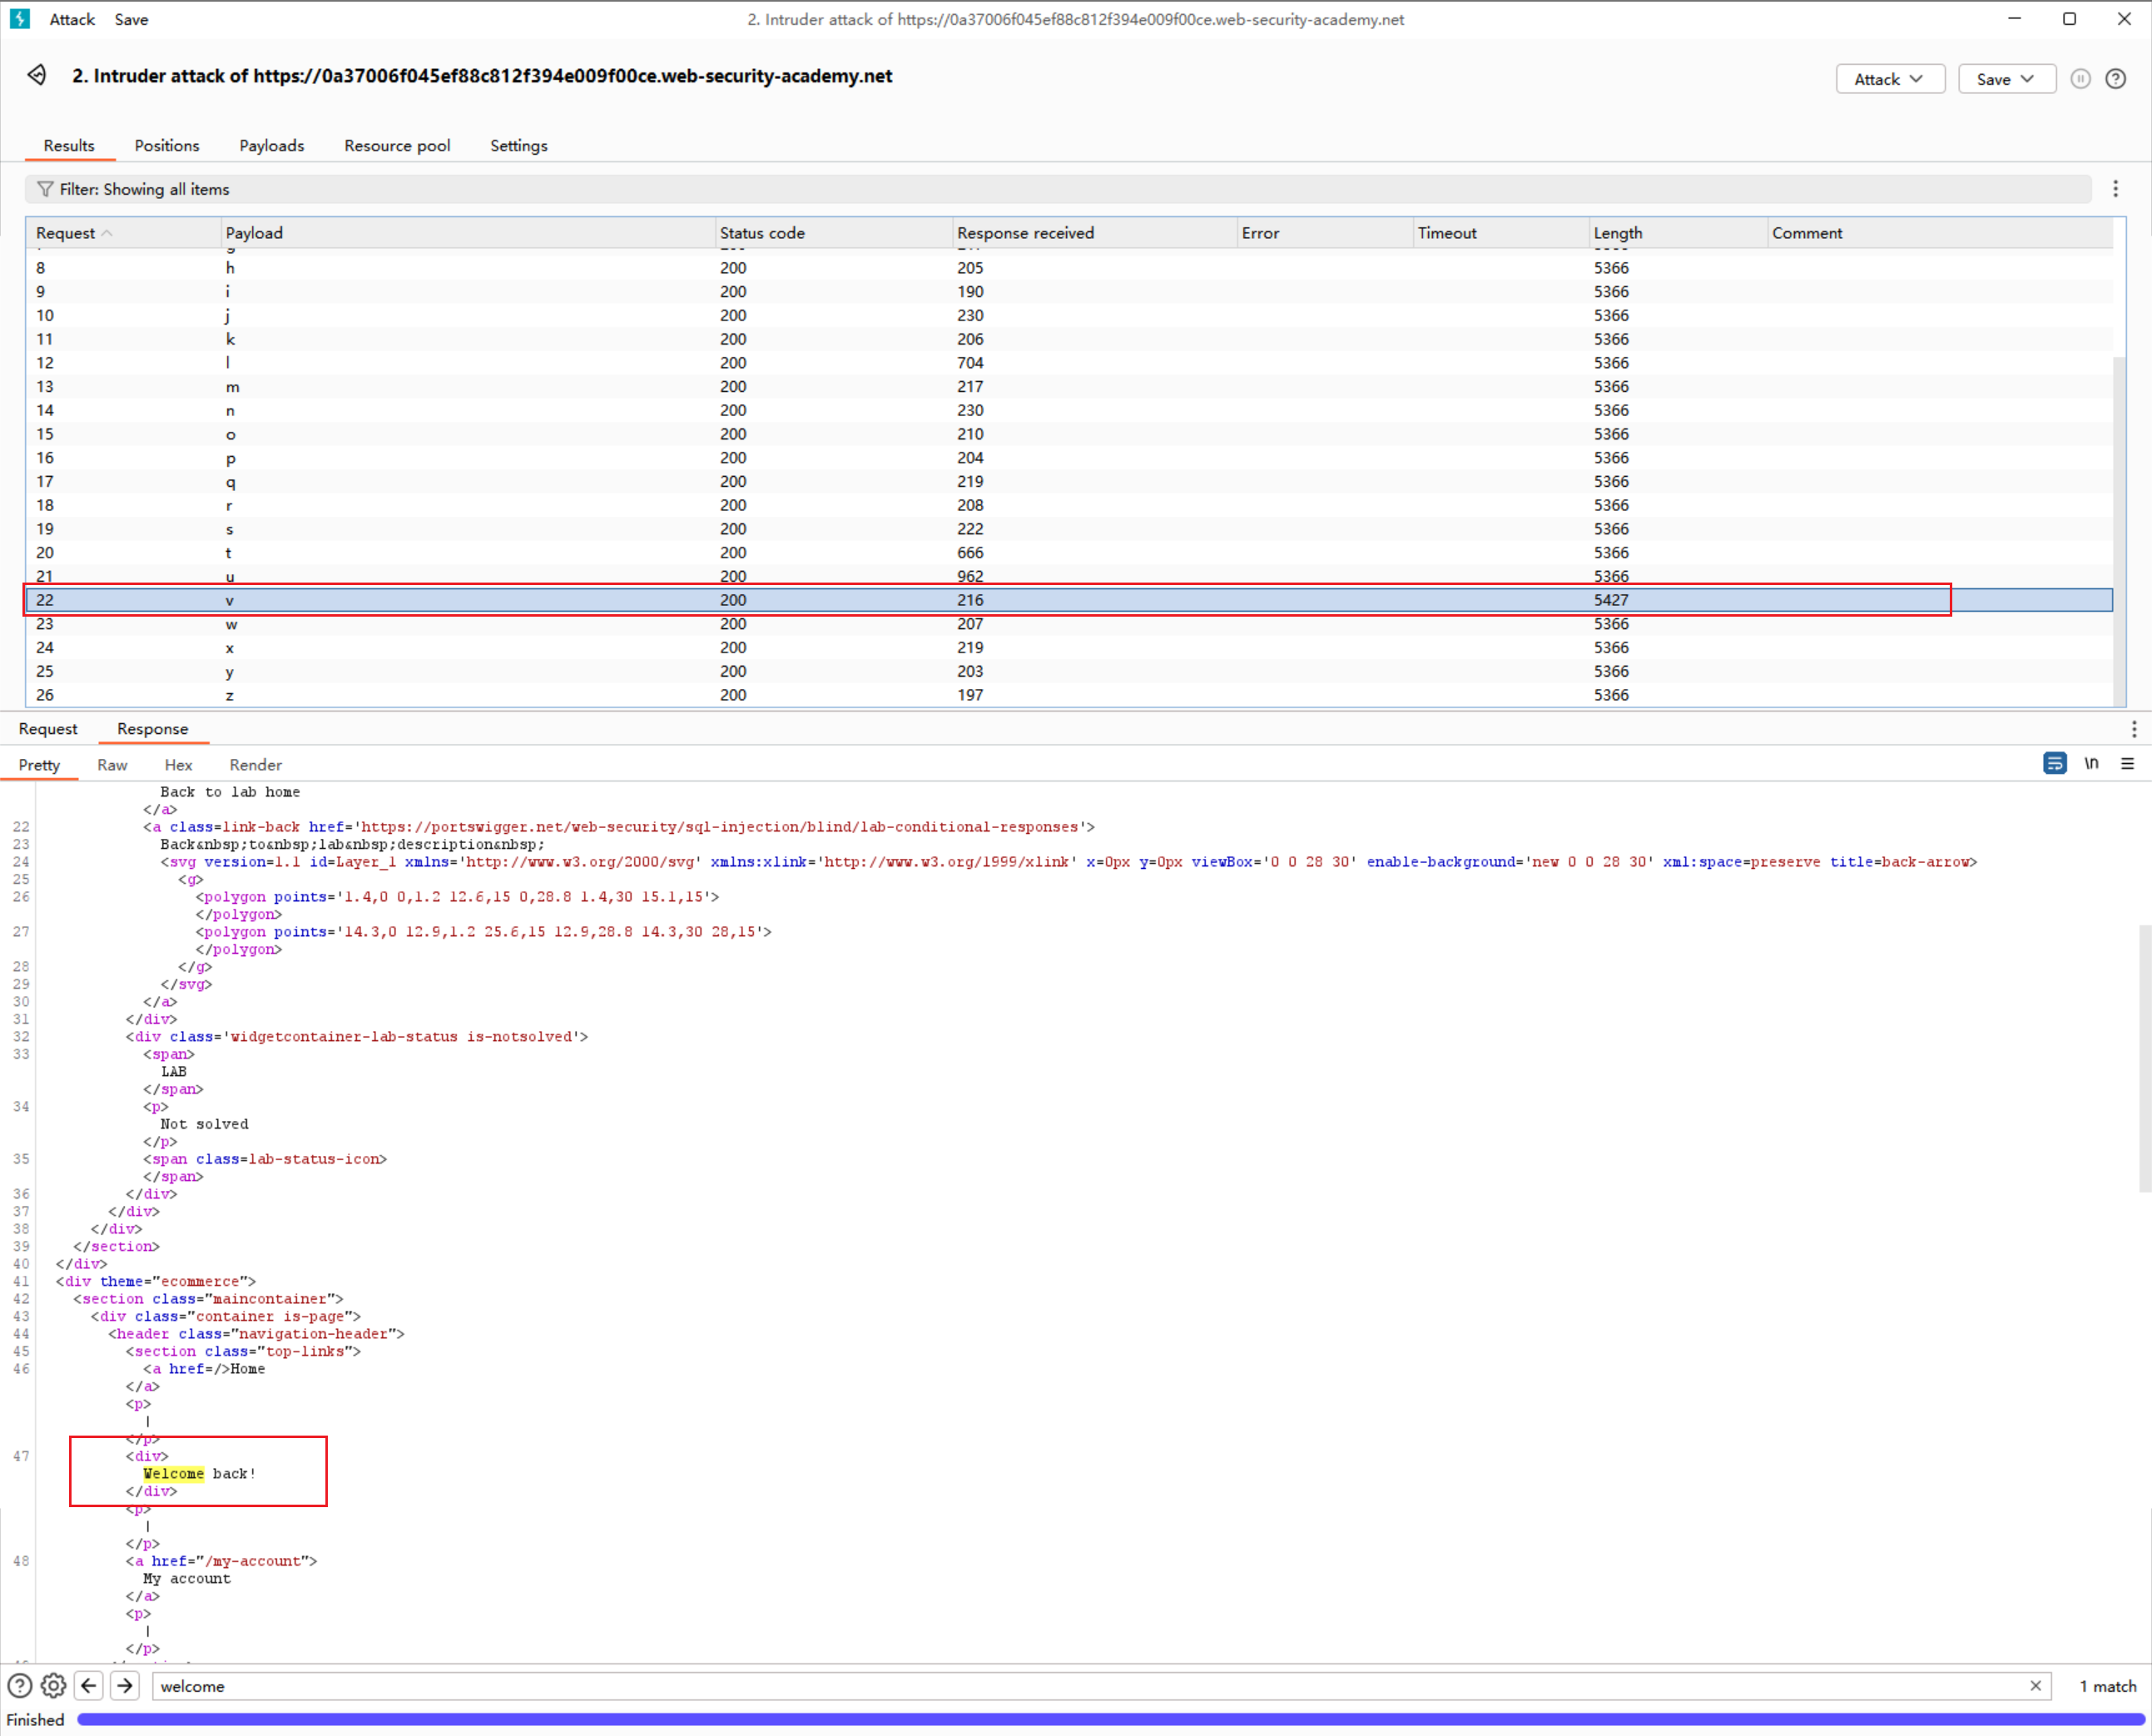 Attack Save 2. Intruder attack of https://0a37006f045ef88c812f394e009f00ce.web-security-academy.net
2. Intruder attack of https://0a37006f045ef88c812f394e009f00ce.web-security-academy.net Attack Save
Results Positions Payloads Resource pool Settings
Filter: Showing all items
Request Payload Status code Response received Error Timeout Length Comment
8 h 200 205 5366
9 i 200 190 5366
10 j 200 230 5366
11 k 200 206 5366
12 l 200 704 5366
13 m 200 217 5366
14 n 200 230 5366
15 o 200 210 5366
16 p 200 204 5366
17 q 200 219 5366
18 r 200 208 5366
19 s 200 222 5366
20 t 200 666 5366
21 u 200 962 5366
22 v 200 216 5427
23 w 200 207 5366
24 x 200 219 5366
25 y 200 203 5366
26 z 200 197 5366
Request Response
Pretty Raw Hex Render \n
Back to lab home
</a>
22 <a class=link-back href='https://portswigger.net/web-security/sql-injection/blind/lab-conditional-responses'>
23 Back&nbsp;to&nbsp;lab&nbsp;description&nbsp;
24 <svg version=1.1 id=Layer_1 xmlns='http://www.w3.org/2000/svg' xmlns:xlink='http://www.w3.org/1999/xlink' x=0px y=0px viewBox='0 0 28 30' enable-background='new 0 0 28 30' xml:space=preserve title=back-arrow>
25 <g>
26 <polygon points='1.4,0 0,1.2 12.6,15 0,28.8 1.4,30 15.1,15'>
</polygon>
27 <polygon points='14.3,0 12.9,1.2 25.6,15 12.9,28.8 14.3,30 28,15'>
</polygon>
28 </g>
29 </svg>
30 </a>
31 </div>
32 <div class='widgetcontainer-lab-status is-notsolved'>
33 <span>
LAB
</span>
34 <p>
Not solved
</p>
35 <span class=lab-status-icon>
</span>
36 </div>
37 </div>
38 </div>
39 </section>
40 </div>
41 <div theme="ecommerce">
42 <section class="maincontainer">
43 <div class="container is-page">
44 <header class="navigation-header">
45 <section class="top-links">
46 <a href=/>Home
</a>
<p>
|
</p>
47 <div>
Welcome back!
</div>
<p>
|
</p>
48 <a href="/my-account">
My account
</a>
<p>
|
</p>
welcome 1 match
Finished